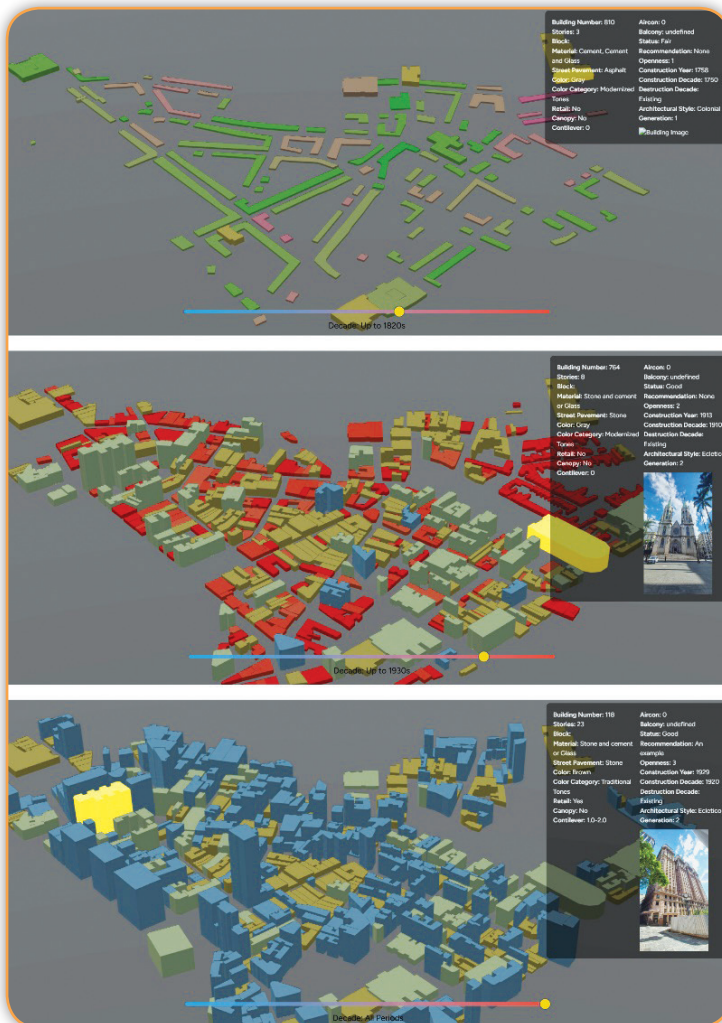 Building Number: 810
Stories: 3
Block:
Material: Cement, Cement
and Glass
Street Pavement: Asphalt
Color: Gray
Color Category: Modernized
Tones
Retail: No
Canopy: No
Contilever: 0
Aircon: 0
Balcony: undefined
Status: Fair
Recommendation: None
Openness: 1
Construction Year: 1758
Construction Decade: 1750
Destruction Decade:
Existing
Architectural Style: Colonial
Generation: 1
Building Image
Decade: Up to 1820s
Building Number: 764
Stories: 8
Block:
Material: Stone and cement
or Glass
Street Pavement: Stone
Color: Gray
Color Category: Modernized
Tones
Retail: No
Canopy: No
Contilever: 0
Aircon: 0
Balcony: undefined
Status: Good
Recommendation: None
Openness: 2
Construction Year: 1913
Construction Decade: 1910
Destruction Decade:
Existing
Architectural Style: Ecletico
Generation: 2
Decade: Up to 1930s
Building Number: 118
Stories: 23
Block:
Material: Stone and cement
or Glass
Street Pavement: Stone
Color: Brown
Color Category: Traditional
Tones
Retail: Yes
Canopy: No
Contilever: 1.0-2.0
Aircon: 0
Balcony: undefined
Status: Good
Recommendation: An
example
Openness: 3
Construction Year: 1929
Construction Decade: 1920
Destruction Decade:
Existing
Architectural Style: Ecletico
Generation: 2
Decade: All Periods